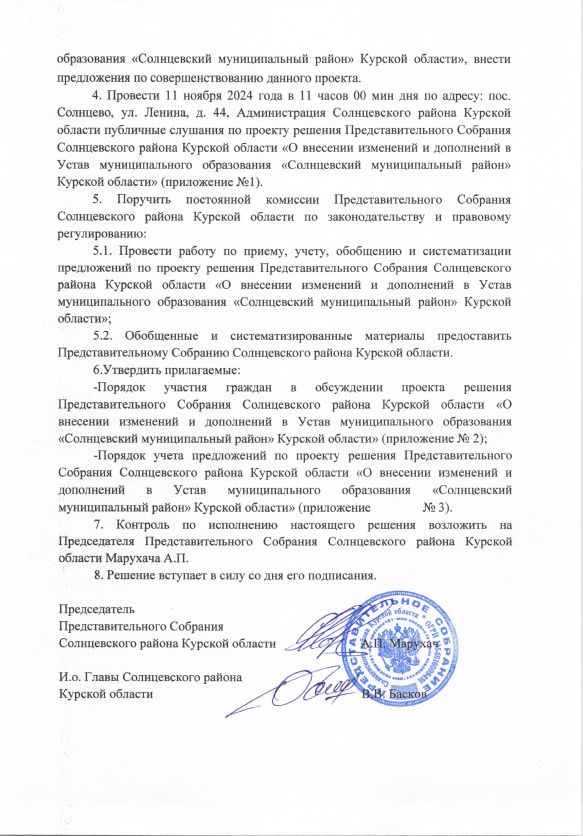 образования «Солнцевский муниципальный район» Курской области», внести
предложения по совершенствованию данного проекта.
4. Провести 11 ноября 2024 года в 11 часов 00 мин дня по адресу: пос.
Солнцево, ул. Ленина, д. 44, Администрация Солнцевского района Курской
области публичные слушания по проекту решения Представительного Собрания
Солнцевского района Курской области «О внесении изменений и дополнений в
Устав муниципального образования «Солнцевский муниципальный район»
Курской области» (приложение №1).
5. Поручить постоянной комиссии Представительного Собрания
Солнцевского района Курской области по законодательству и правовому
регулированию:
5.1. Провести работу по приему, учету, обобщению и систематизации
предложений по проекту решения Представительного Собрания Солнцевского
района Курской области «О внесении изменений и дополнений в Устав
муниципального образования «Солнцевский муниципальный район» Курской
области»;
5.2. Обобщенные и систематизированные материалы предоставить
Представительному Собранию Солнцевского района Курской области.
6.Утвердить прилагаемые:
-Порядок участия граждан в обсуждении проекта решения
Представительного Собрания Солнцевского района Курской области «О
внесении изменений и дополнений в Устав муниципального образования
«Солнцевский муниципальный район» Курской области» (приложение № 2);
-Порядок учета предложений по проекту решения Представительного
Собрания Солнцевского района Курской области «О внесении изменений и
дополнений в Устав муниципального образования «Солнцевский
муниципальный район» Курской области» (приложение № 3).
7. Контроль по исполнению настоящего решения возложить на
Председателя Представительного Собрания Солнцевского района Курской
области Марухача А.П.
8. Решение вступает в силу со дня его подписания.
Председатель
Представительного Собрания
Солнцевского района Курской области А.П. Марухач
И.о. Главы Солнцевского района
Курской области В.В. Басков
ПРЕДСТАВИТЕЛЬНОЕ СОБРАНИЕ